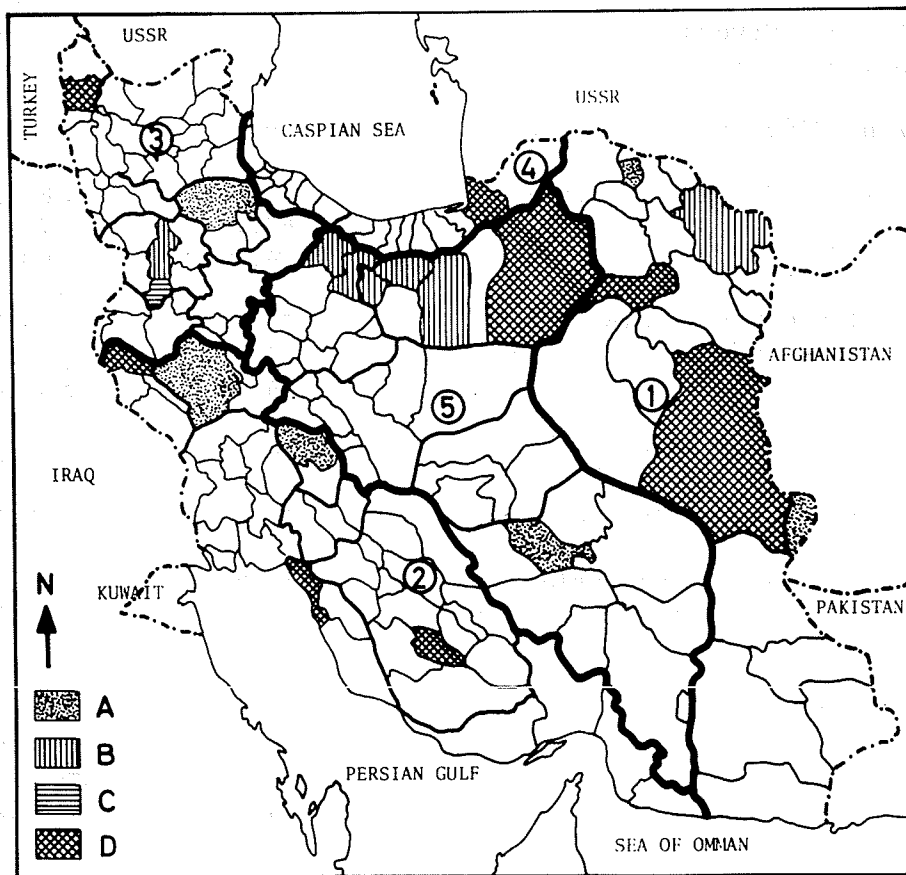 USSR
TURKEY
CASPIAN SEA
USSR
3
4
AFGHANISTAN
1
5
IRAQ
2
N
KUWAIT
PAKISTAN
A
B
C
D
PERSIAN GULF
SEA OF OMMAN